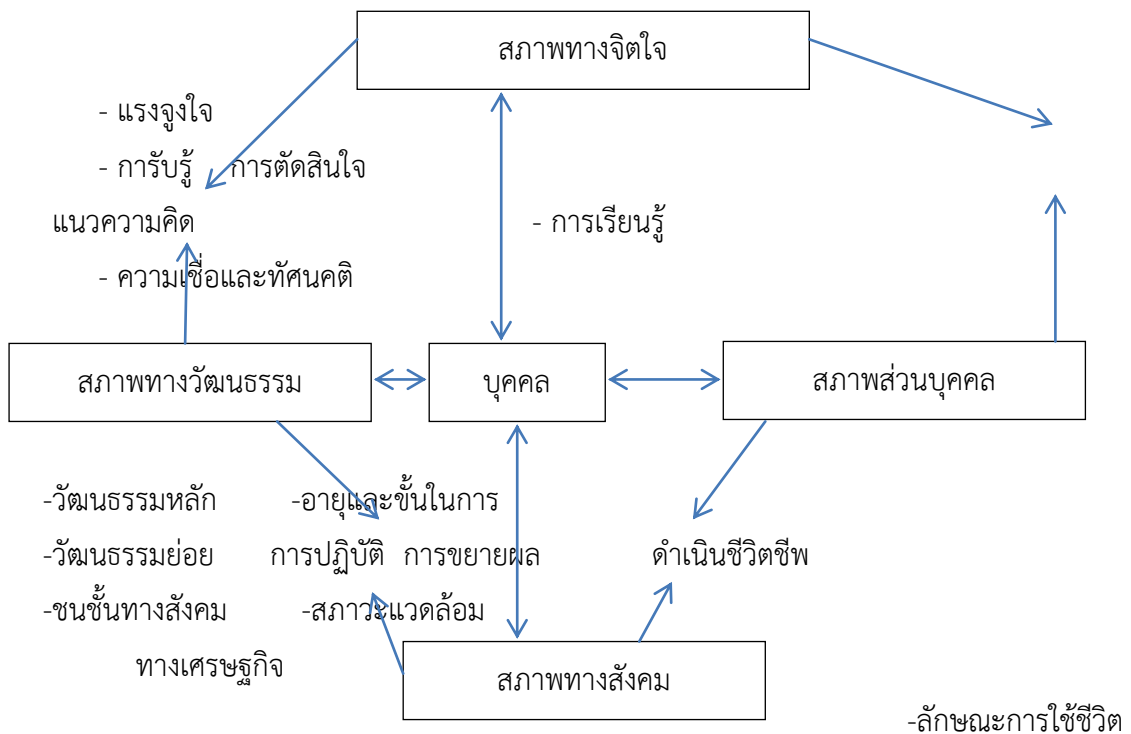 สภาพทางจิตใจ
- แรงจูงใจ
- การับรู้ การตัดสินใจ
แนวความคิด - การเรียนรู้
- ความเชื่อและทัศนคติ
สภาพทางวัฒนธรรม บุคคล สภาพส่วนบุคคล
-วัฒนธรรมหลัก -อายุและขั้นในการ
-วัฒนธรรมย่อย การปฏิบัติ การขยายผล ดำเนินชีวิตชีพ
-ชนชั้นทางสังคม -สภาวะแวดล้อม
ทางเศรษฐกิจ
สภาพทางสังคม
-ลักษณะการใช้ชีวิต